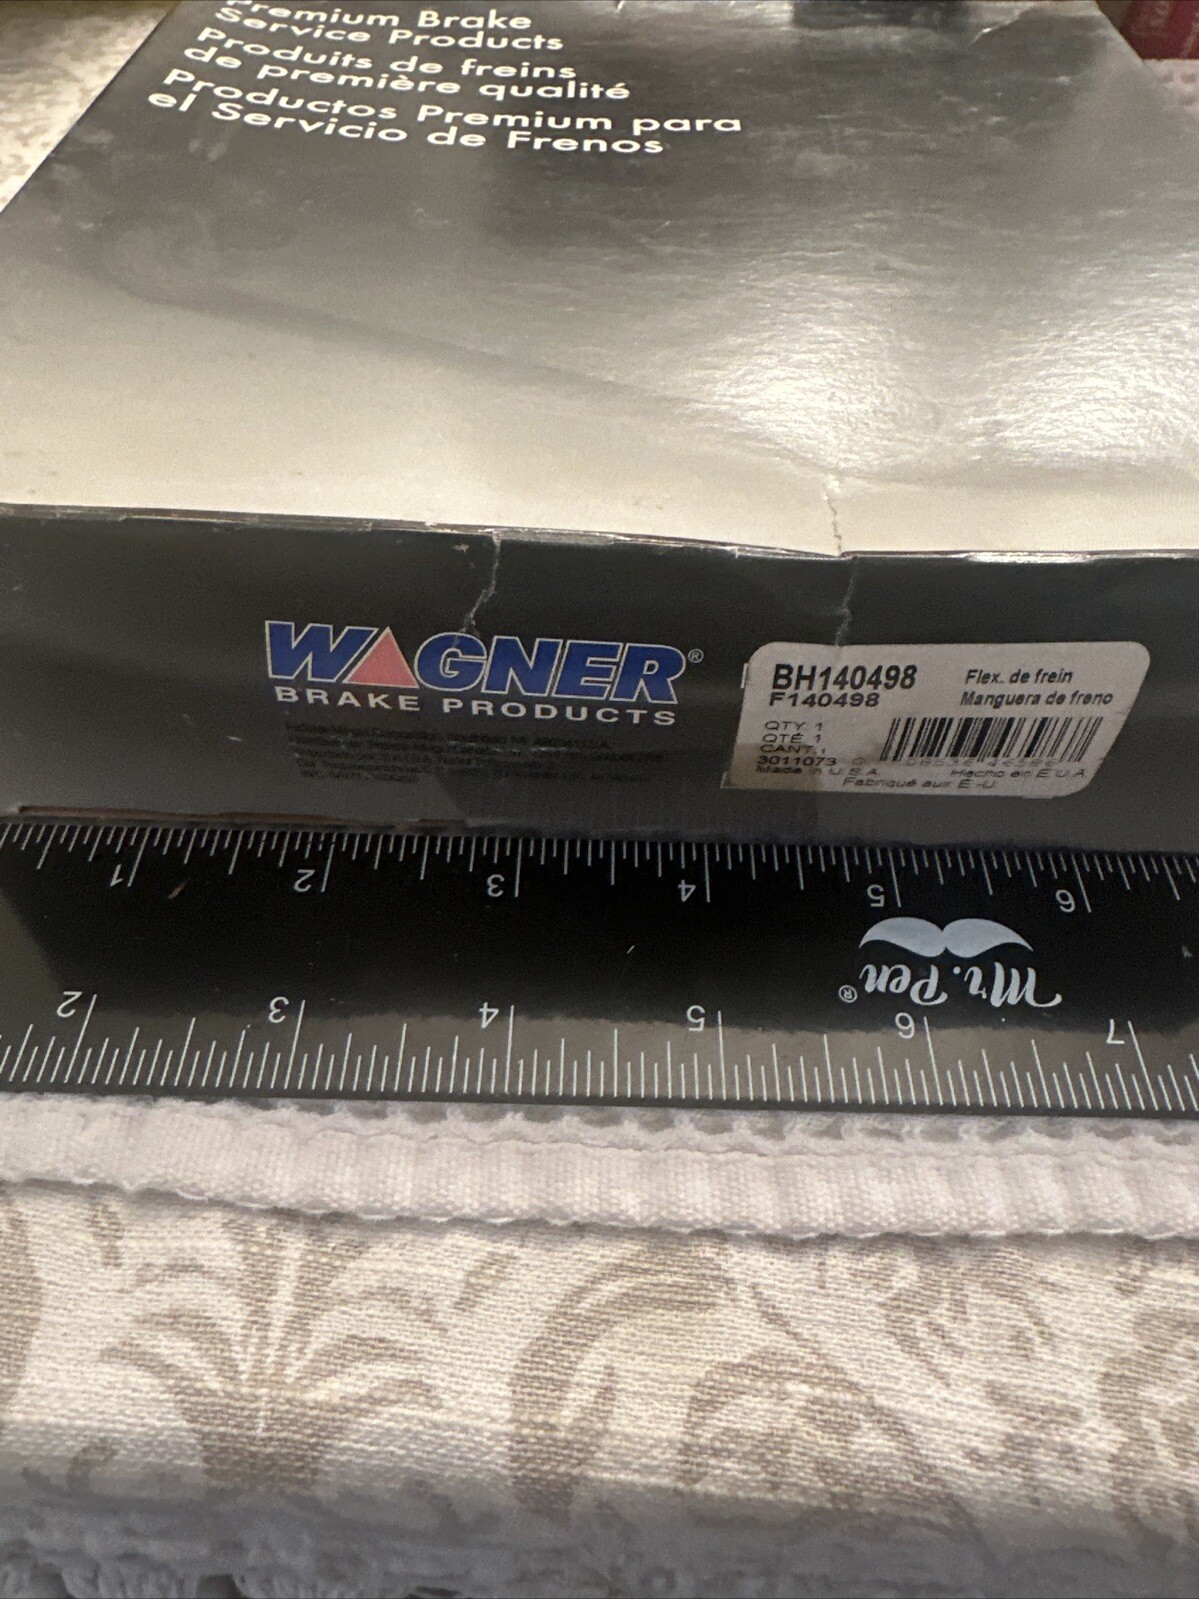 Premium Brake
Service Products
Produits de freins
de première qualité
Productos Premium para
el Servicio de Frenos
WAGNER®
BRAKE PRODUCTS
BH140498
F140498
Flex. de frein
Manguera de freno
QTY. 1
QTÉ. 1
CANT. 1
3011073
Made in U.S.A.
Hecho en E.U.A.
Fabriqué aux É.-U.
1 2 3 4 5 6
Mr. Pen®
2 3 4 5 6 7